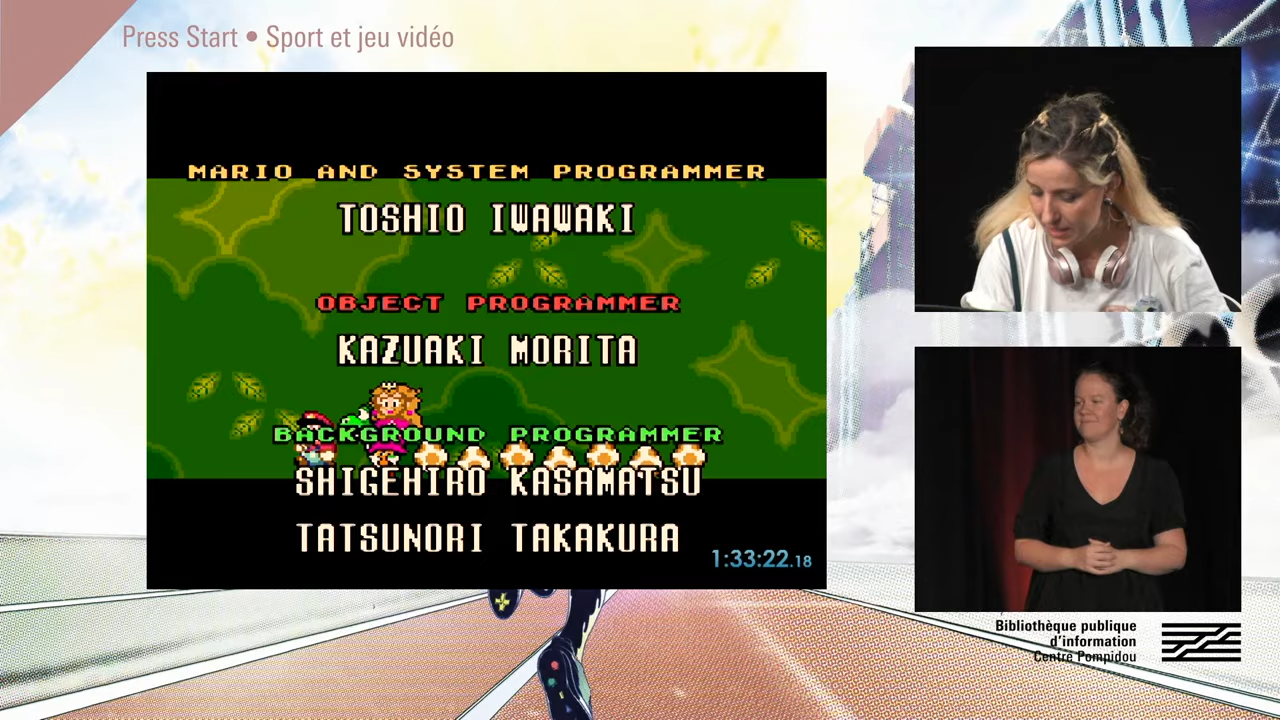 Press Start • Sport et jeu vidéo
MARIO AND SYSTEM PROGRAMMER
TOSHIO IWAWAKI
OBJECT PROGRAMMER
KAZUAKI MORITA
BACKGROUND PROGRAMMER
SHIGEHIRO KASAMATSU
TATSUNORI TAKAKURA
1:33:22.18
Bibliothèque publique
d'information
Centre Pompidou